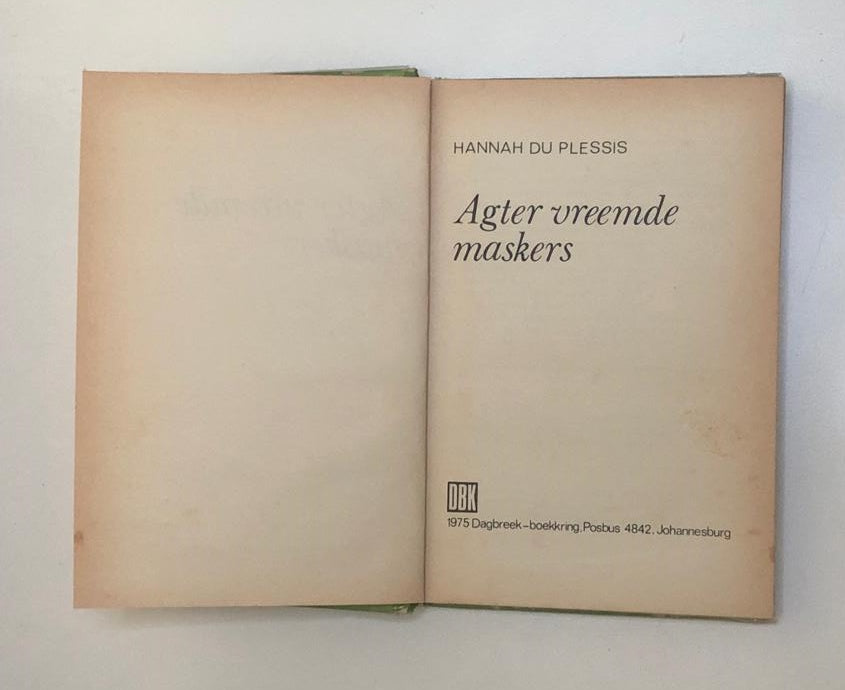 HANNAH DU PLESSIS
Agter vreemde
maskers
DBK
1975 Dagbreek-boekkring, Posbus 4842, Johannesburg